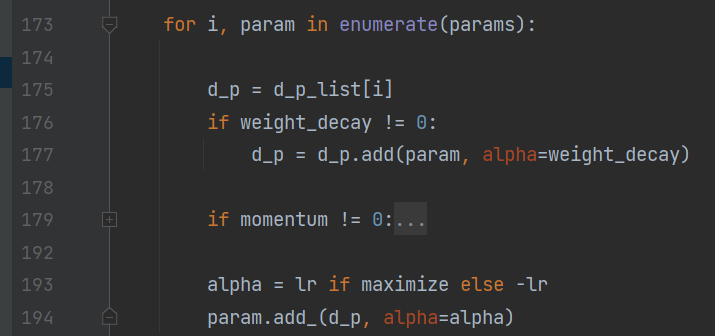 173 for i, param in enumerate(params):
174
175 d_p = d_p_list[i]
176 if weight_decay != 0:
177 d_p = d_p.add(param, alpha=weight_decay)
178
179 if momentum != 0:...
192
193 alpha = lr if maximize else -lr
194 param.add_(d_p, alpha=alpha)